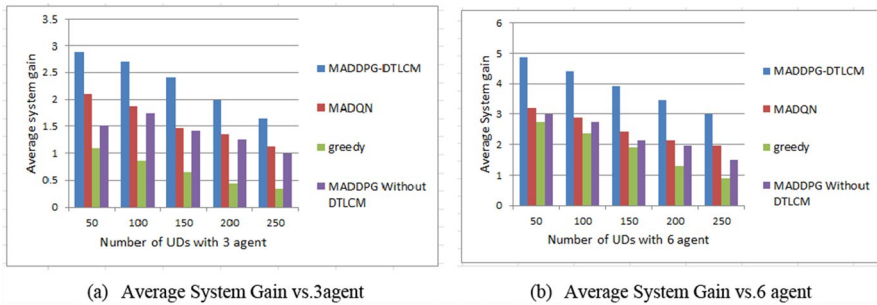 3.5
3
2.5
2
1.5
1
0.5
0
Average system gain
50 100 150 200 250
Number of UDs with 3 agent
MADDPG-DTLCM
MADQN
greedy
MADDPG Without
DTLCM
(a) Average System Gain vs.3agent
6
5
4
3
2
1
0
Average System gain
50 100 150 200 250
Number of UDs with 6 agent
MADDPG-DTLCM
MADQN
greedy
MADDPG Without
DTLCM
(b) Average System Gain vs.6 agent